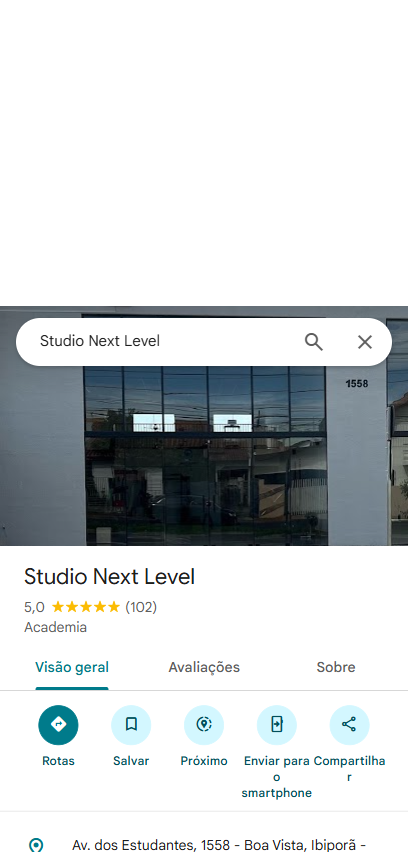 Studio Next Level
1558
Studio Next Level
5,0 (102)
Academia
Visão geral Avaliações Sobre
Rotas Salvar Próximo Enviar para o smartphone Compartilhar
Av. dos Estudantes, 1558 - Boa Vista, Ibiporã -